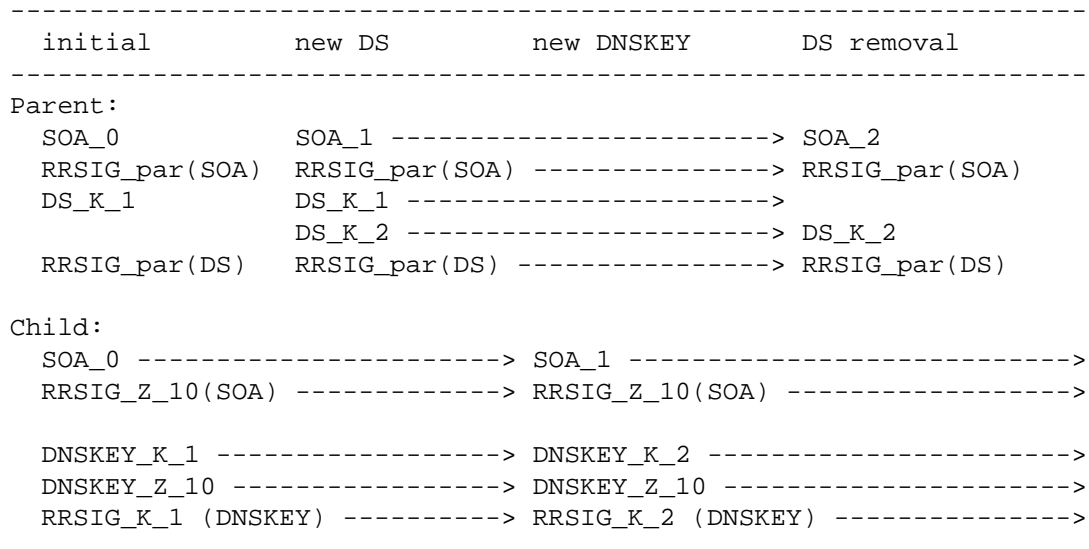 ---------------------------------------------------------------------
  initial         new DS         new DNSKEY       DS removal
---------------------------------------------------------------------
Parent:
  SOA_0           SOA_1 ------------------------> SOA_2
  RRSIG_par(SOA)  RRSIG_par(SOA) ---------------> RRSIG_par(SOA)
  DS_K_1          DS_K_1 ----------------------->
                  DS_K_2 -----------------------> DS_K_2
  RRSIG_par(DS)   RRSIG_par(DS) ----------------> RRSIG_par(DS)

Child:
  SOA_0 -----------------------> SOA_1 ---------------------------->
  RRSIG_Z_10(SOA) -------------> RRSIG_Z_10(SOA) ------------------>

  DNSKEY_K_1 ------------------> DNSKEY_K_2 ----------------------->
  DNSKEY_Z_10 -----------------> DNSKEY_Z_10 ---------------------->
  RRSIG_K_1 (DNSKEY) ----------> RRSIG_K_2 (DNSKEY) --------------->